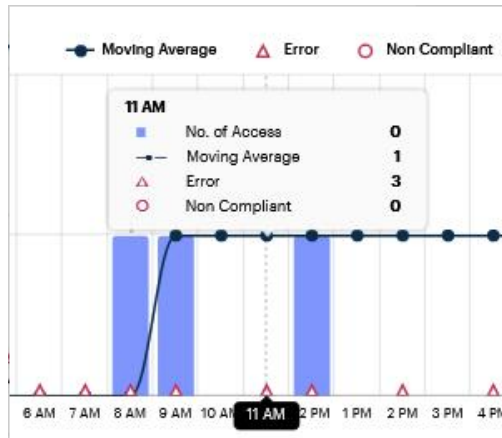 Moving Average Error Non Compliant
11 AM
No. of Access 0
Moving Average 1
Error 3
Non Compliant 0
6 AM 7 AM 8 AM 9 AM 10 AM 11 AM 2 PM 1 PM 2 PM 3 PM 4 P